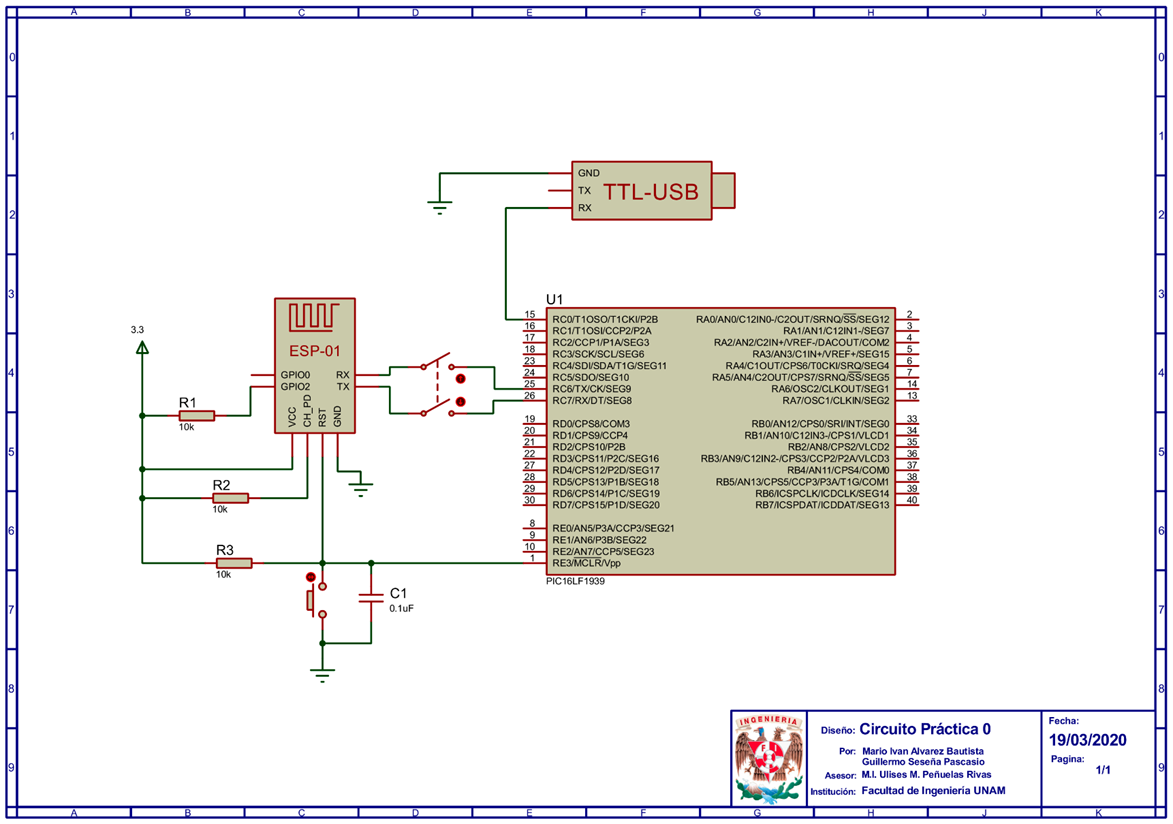 A B C D E F G H J K
0 0
1 1
2 2
3 3
4 4
5 5
6 6
7 7
8 8
9 9
GND
TX
RX
TTL-USB
3.3
ESP-01
GPIO0
GPIO2
RX
TX
VCC
CH_PD
RST
GND
R1
10k
R2
10k
R3
10k
C1
0.1uF
U1
15 RC0/T1OSO/T1CKI/P2B
16 RC1/T1OSI/CCP2/P2A
17 RC2/CCP1/P1A/SEG3
18 RC3/SCK/SCL/SEG6
23 RC4/SDI/SDA/T1G/SEG11
24 RC5/SDO/SEG10
25 RC6/TX/CK/SEG9
26 RC7/RX/DT/SEG8
19 RD0/CPS8/COM3
20 RD1/CPS9/CCP4
21 RD2/CPS10/P2B
22 RD3/CPS11/P2C/SEG16
27 RD4/CPS12/P2D/SEG17
28 RD5/CPS13/P1B/SEG18
29 RD6/CPS14/P1C/SEG19
30 RD7/CPS15/P1D/SEG20
8 RE0/AN5/P3A/CCP3/SEG21
9 RE1/AN6/P3B/SEG22
10 RE2/AN7/CCP5/SEG23
1 RE3/MCLR/Vpp
RA0/AN0/C12IN0-/C2OUT/SRNQ/SS/SEG12 2
RA1/AN1/C12IN1-/SEG7 3
RA2/AN2/C2IN+/VREF-/DACOUT/COM2 4
RA3/AN3/C1IN+/VREF+/SEG15 5
RA4/C1OUT/CPS6/T0CKI/SRQ/SEG4 6
RA5/AN4/C2OUT/CPS7/SRNQ/SS/SEG5 7
RA6/OSC2/CLKOUT/SEG1 14
RA7/OSC1/CLKIN/SEG2 13
RB0/AN12/CPS0/SRI/INT/SEG0 33
RB1/AN10/C12IN3-/CPS1/VLCD1 34
RB2/AN8/CPS2/VLCD2 35
RB3/AN9/C12IN2-/CPS3/CCP2/P2A/VLCD3 36
RB4/AN11/CPS4/COM0 37
RB5/AN13/CPS5/CCP3/P3A/T1G/COM1 38
RB6/ICSPCLK/ICDCLK/SEG14 39
RB7/ICSPDAT/ICDDAT/SEG13 40
PIC16LF1939
INGENIERIA
Diseño: Circuito Práctica 0
Por: Mario Ivan Alvarez Bautista
Guillermo Seseña Pascasio
Asesor: M.I. Ulises M. Peñuelas Rivas
Institución: Facultad de Ingeniería UNAM
Fecha:
19/03/2020
Pagina:
1/1
A B C D E F G H J K